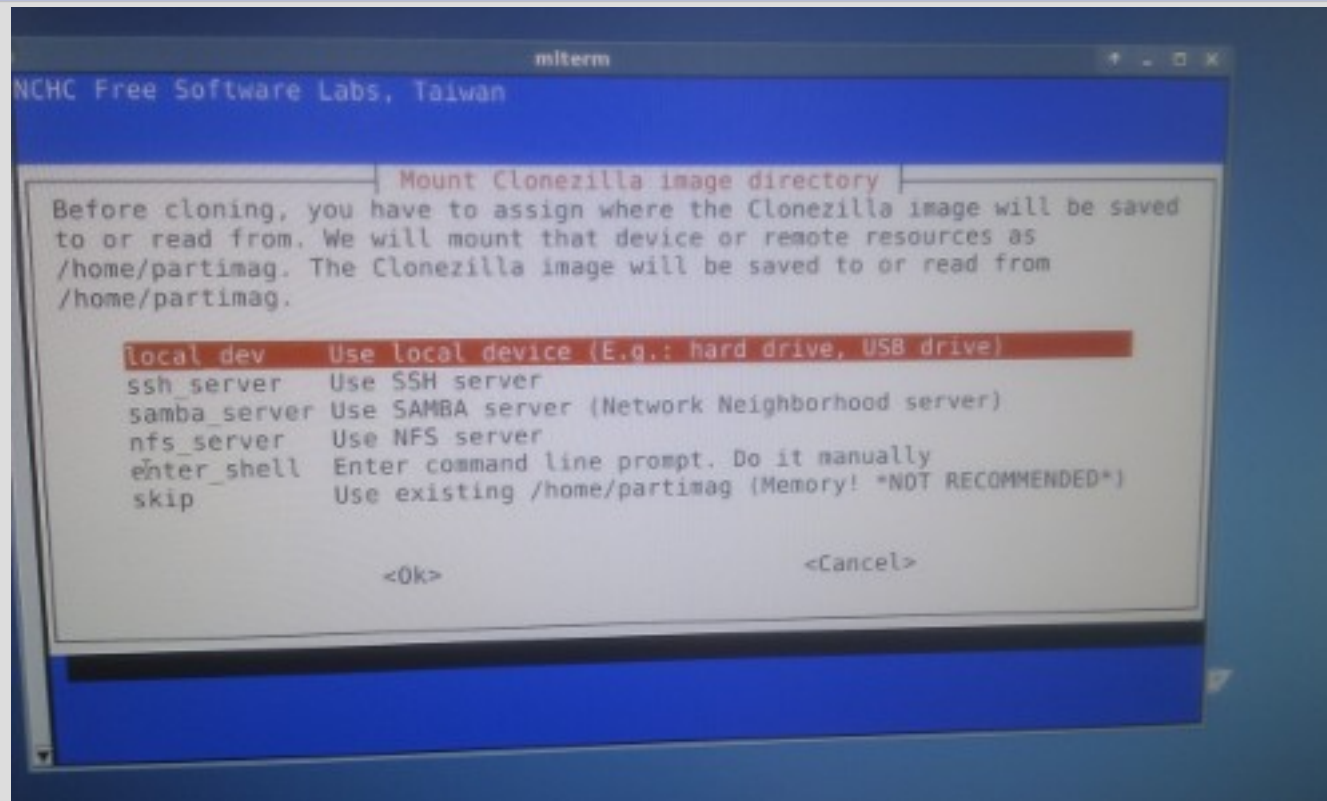 mlterm
NCHC Free Software Labs, Taiwan
Mount Clonezilla image directory
Before cloning, you have to assign where the Clonezilla image will be saved
to or read from. We will mount that device or remote resources as
/home/partimag. The Clonezilla image will be saved to or read from
/home/partimag.
local_dev Use local device (E.g.: hard drive, USB drive)
ssh_server Use SSH server
samba_server Use SAMBA server (Network Neighborhood server)
nfs_server Use NFS server
enter_shell Enter command line prompt. Do it manually
skip Use existing /home/partimag (Memory! *NOT RECOMMENDED*)
<Ok> <Cancel>